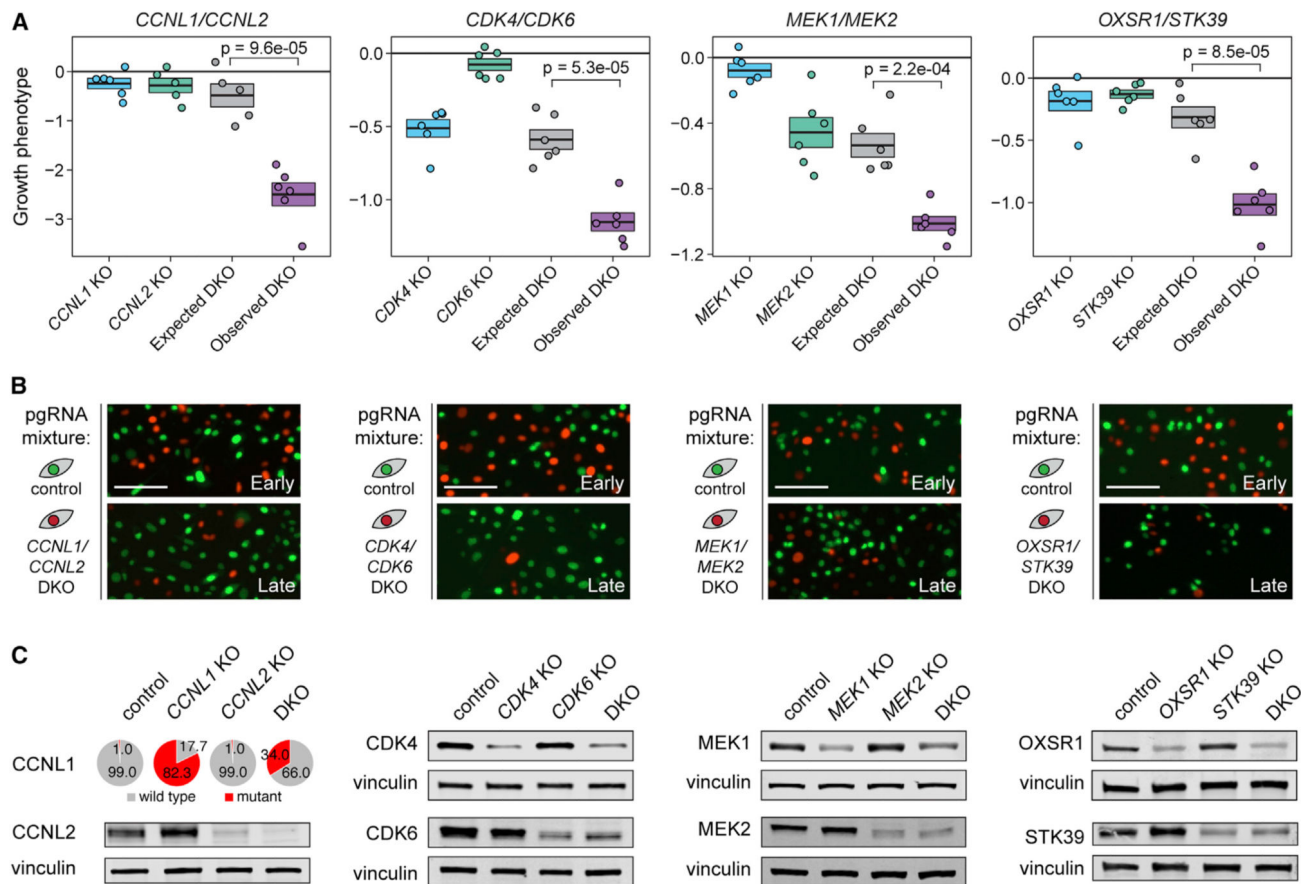 A
CCNL1/CCNL2
CDK4/CDK6
MEK1/MEK2
OXSR1/STK39
Growth phenotype
0
−1
−2
−3
p = 9.6e-05
CCNL1 KO
CCNL2 KO
Expected DKO
Observed DKO
0.0
−0.5
−1.0
p = 5.3e-05
CDK4 KO
CDK6 KO
Expected DKO
Observed DKO
0.0
−0.4
−0.8
−1.2
p = 2.2e-04
MEK1 KO
MEK2 KO
Expected DKO
Observed DKO
0.0
−0.5
−1.0
p = 8.5e-05
OXSR1 KO
STK39 KO
Expected DKO
Observed DKO
B
pgRNA
mixture:
control
CCNL1/
CCNL2
DKO
Early
Late
pgRNA
mixture:
control
CDK4/
CDK6
DKO
Early
Late
pgRNA
mixture:
control
MEK1/
MEK2
DKO
Early
Late
pgRNA
mixture:
control
OXSR1/
STK39
DKO
Early
Late
C
control
CCNL1 KO
CCNL2 KO
DKO
CCNL1
1.0
99.0
17.7
82.3
1.0
99.0
34.0
66.0
wild type
mutant
CCNL2
vinculin
control
CDK4 KO
CDK6 KO
DKO
CDK4
vinculin
CDK6
vinculin
control
MEK1 KO
MEK2 KO
DKO
MEK1
vinculin
MEK2
vinculin
control
OXSR1 KO
STK39 KO
DKO
OXSR1
vinculin
STK39
vinculin